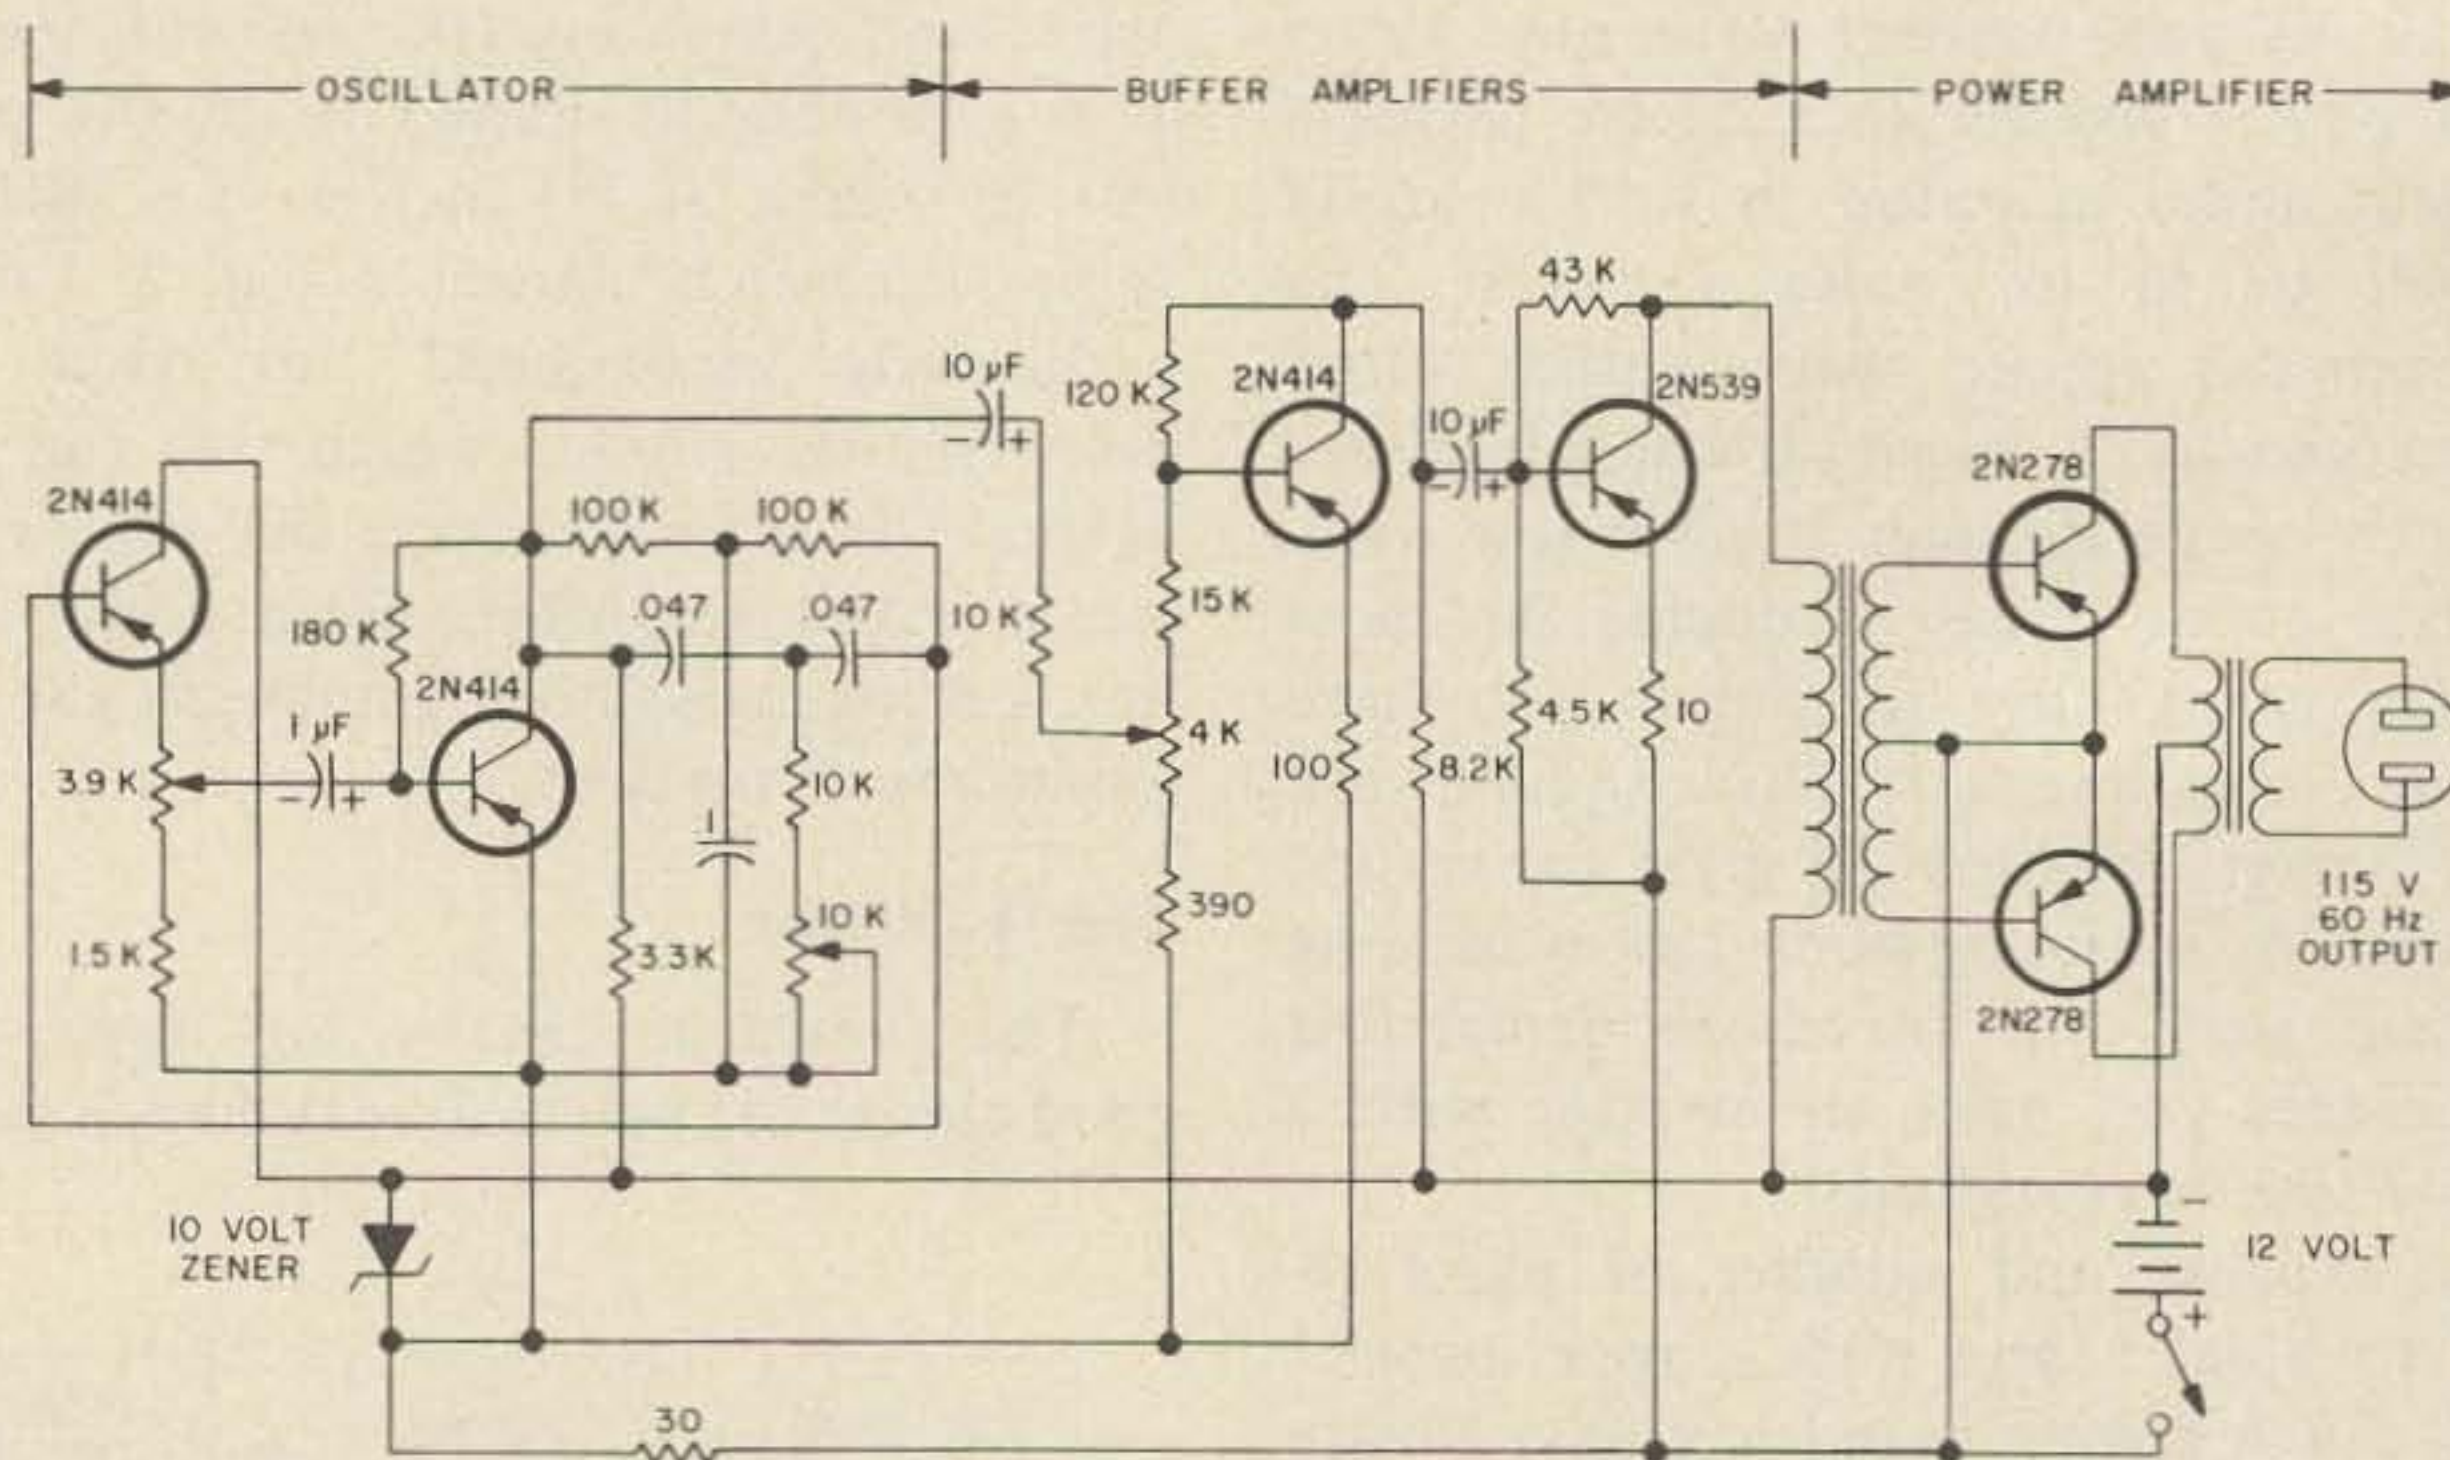 OSCILLATOR
BUFFER AMPLIFIERS
POWER AMPLIFIER
43 K
10 µF
120 K
2N414
2N539
10 µF
2N278
2N414
100 K
100 K
180 K
.047
.047
10 K
15 K
2N414
1 µF
4 K
4.5 K
10
3.9 K
10 K
100
8.2 K
- +
- +
- +
.1
10 K
390
115 V
60 Hz
OUTPUT
1.5 K
3.3 K
2N278
10 VOLT
ZENER
-
12 VOLT
+
30